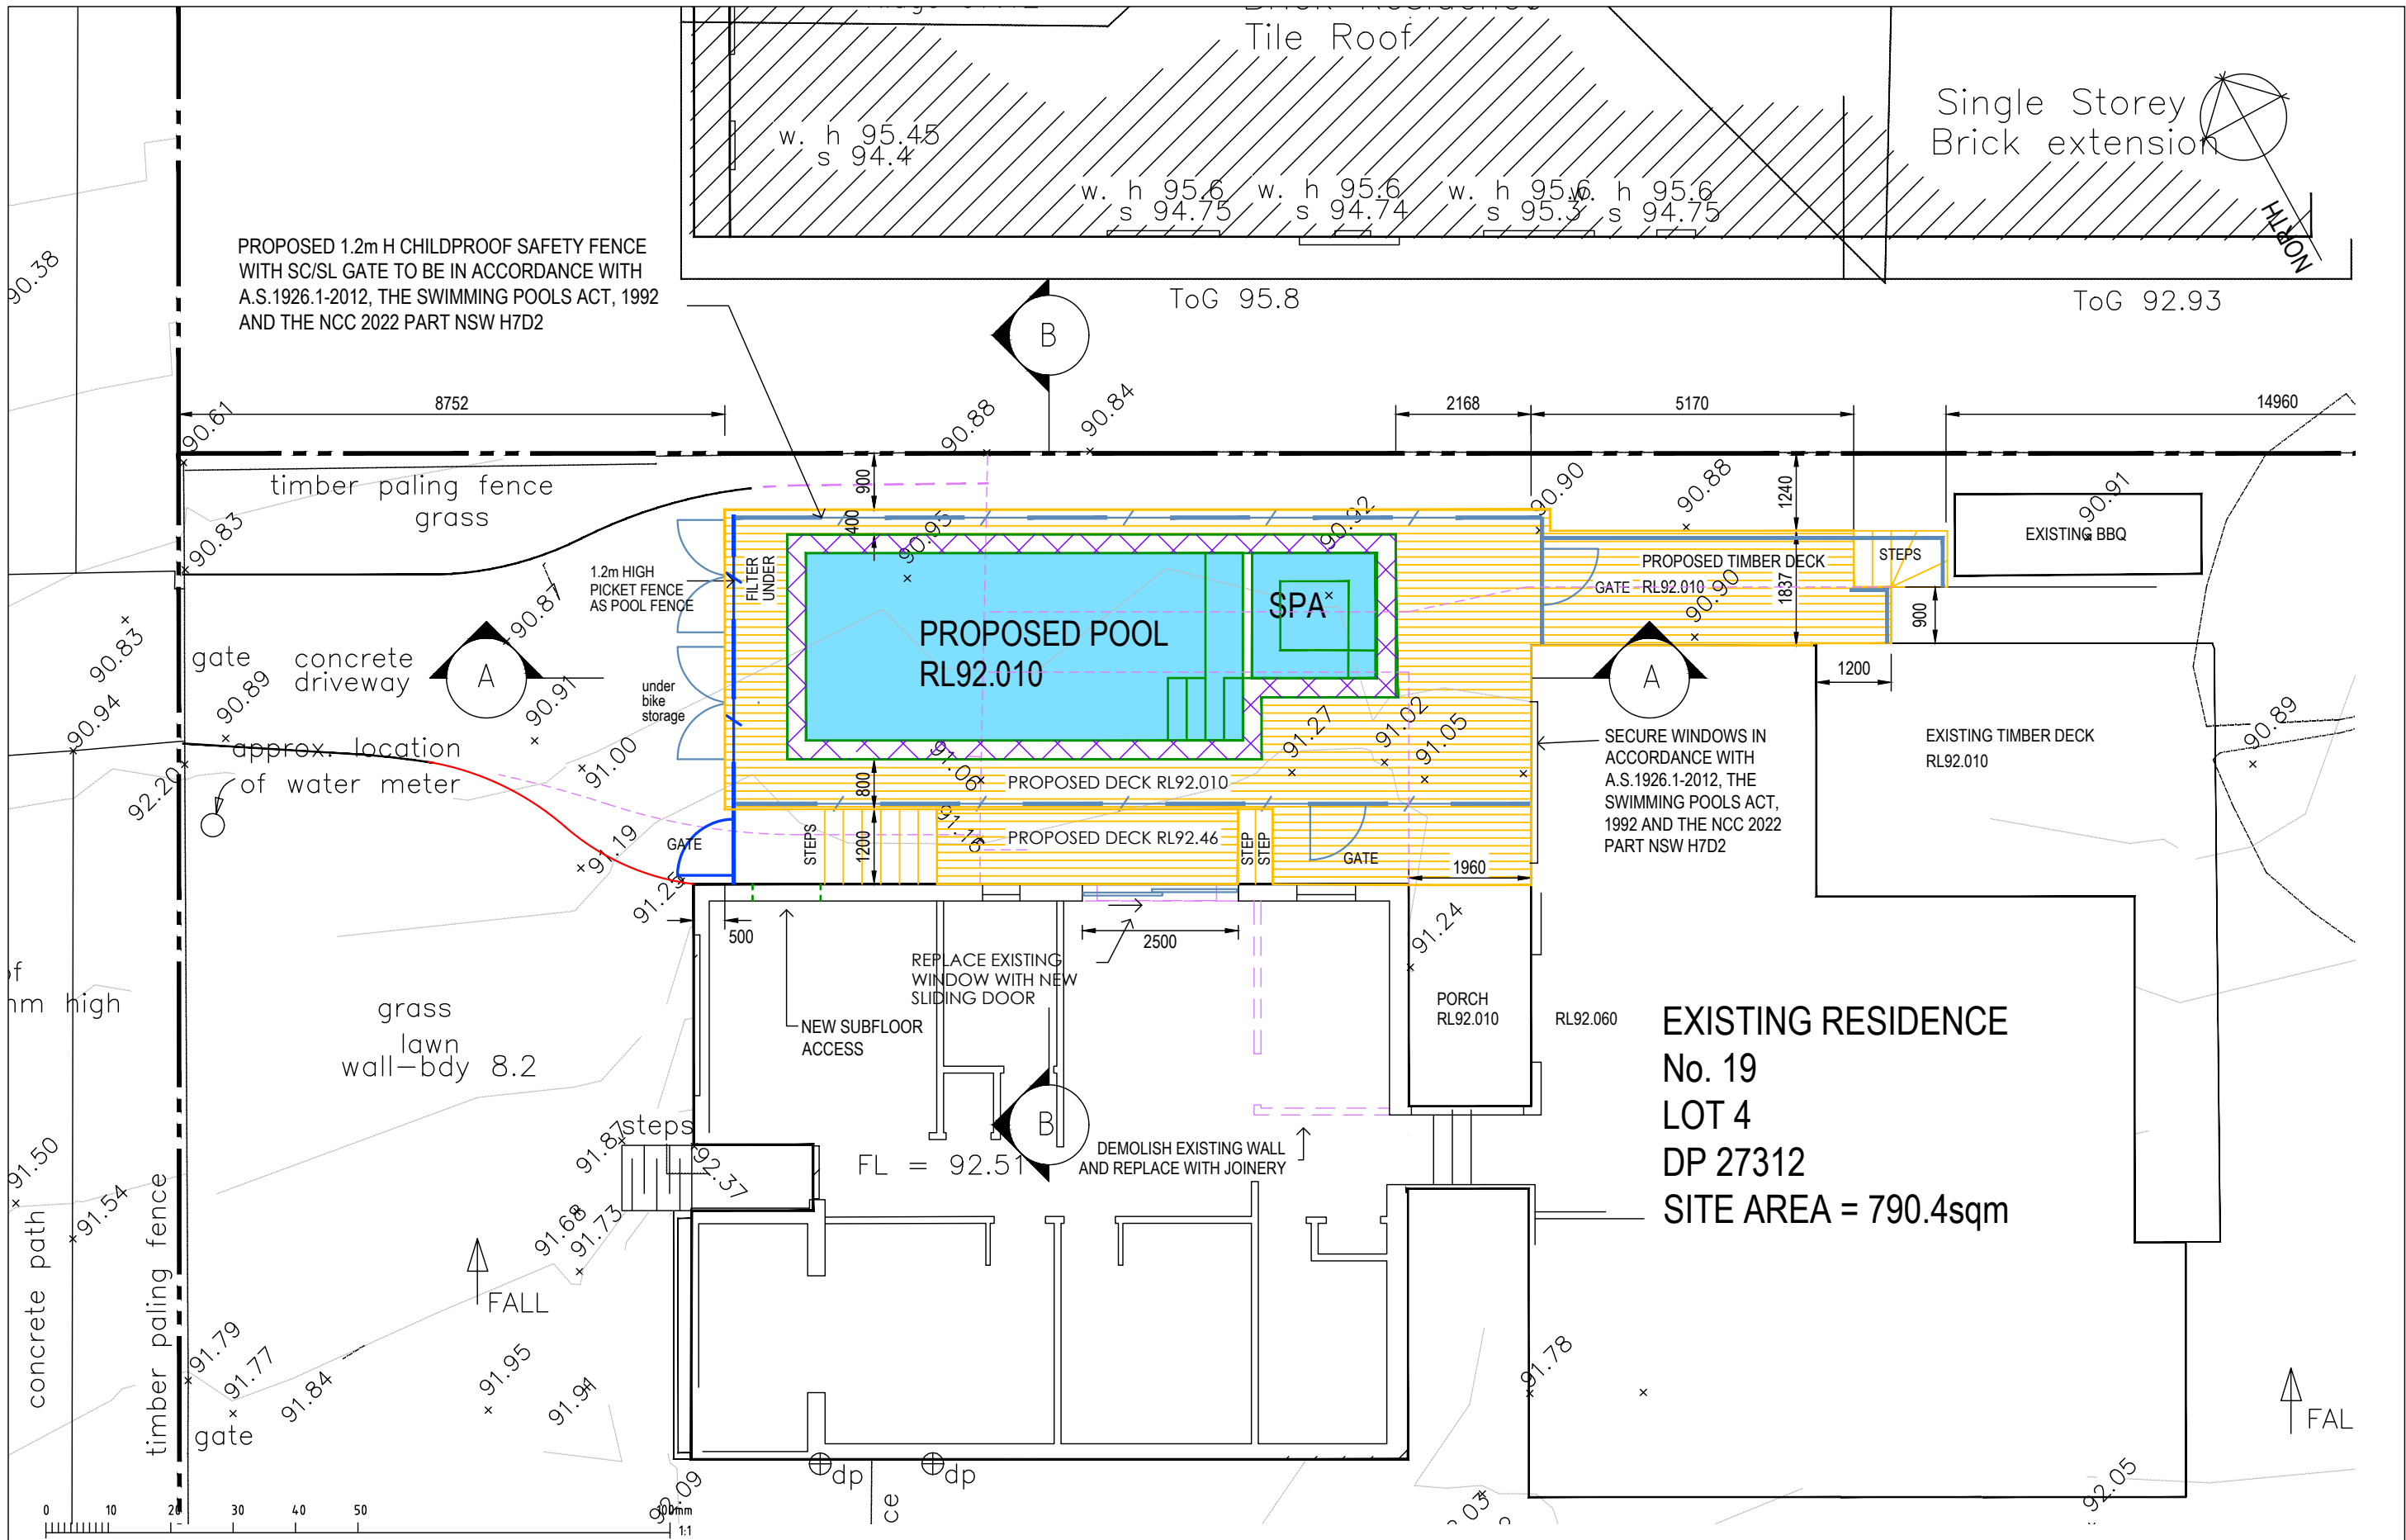 Tile Roof
Single Storey
Brick extension
NORTH
w. h 95.45
s 94.4
w. h 95.6
s 94.75
w. h 95.6
s 94.74
w. h 95.6
s 95.3
w. h 95.6
s 94.75
ToG 95.8
ToG 92.93
PROPOSED 1.2m H CHILDPROOF SAFETY FENCE
WITH SC/SL GATE TO BE IN ACCORDANCE WITH
A.S.1926.1-2012, THE SWIMMING POOLS ACT, 1992
AND THE NCC 2022 PART NSW H7D2
90.38
B
8752
2168
5170
14960
90.61
90.88
90.84
timber paling fence
grass
900
400
90.95
90.92
90.90
90.88
1240
90.91
EXISTING BBQ
90.83
1.2m HIGH
PICKET FENCE
AS POOL FENCE
FILTER
UNDER
PROPOSED TIMBER DECK
STEPS
GATE
RL92.010
1837
90.90
900
1200
SPA
PROPOSED POOL
RL92.010
90.83
90.87
gate
concrete
driveway
A
A
90.94
90.89
90.91
under
bike
storage
approx. location
of water meter
92.20
91.00
91.06
91.27
91.02
91.05
SECURE WINDOWS IN
ACCORDANCE WITH
A.S.1926.1-2012, THE
SWIMMING POOLS ACT,
1992 AND THE NCC 2022
PART NSW H7D2
EXISTING TIMBER DECK
RL92.010
90.89
800
PROPOSED DECK RL92.010
91.16
PROPOSED DECK RL92.46
1200
STEPS
STEP
STEP
GATE
GATE
1960
91.19
91.25
500
2500
91.24
REPLACE EXISTING
WINDOW WITH NEW
SLIDING DOOR
NEW SUBFLOOR
ACCESS
PORCH
RL92.010
RL92.060
EXISTING RESIDENCE
No. 19
LOT 4
DP 27312
SITE AREA = 790.4sqm
of
mm high
grass
lawn
wall-bdy 8.2
steps
91.87
92.37
FL = 92.51
B
DEMOLISH EXISTING WALL
AND REPLACE WITH JOINERY
91.50
91.54
91.68
91.73
concrete path
timber paling fence
FALL
91.79
91.77
91.84
91.95
91.91
gate
91.78
FAL
92.05
92.09
dp
dp
ce
0 10 20 30 40 50 100mm
1:1